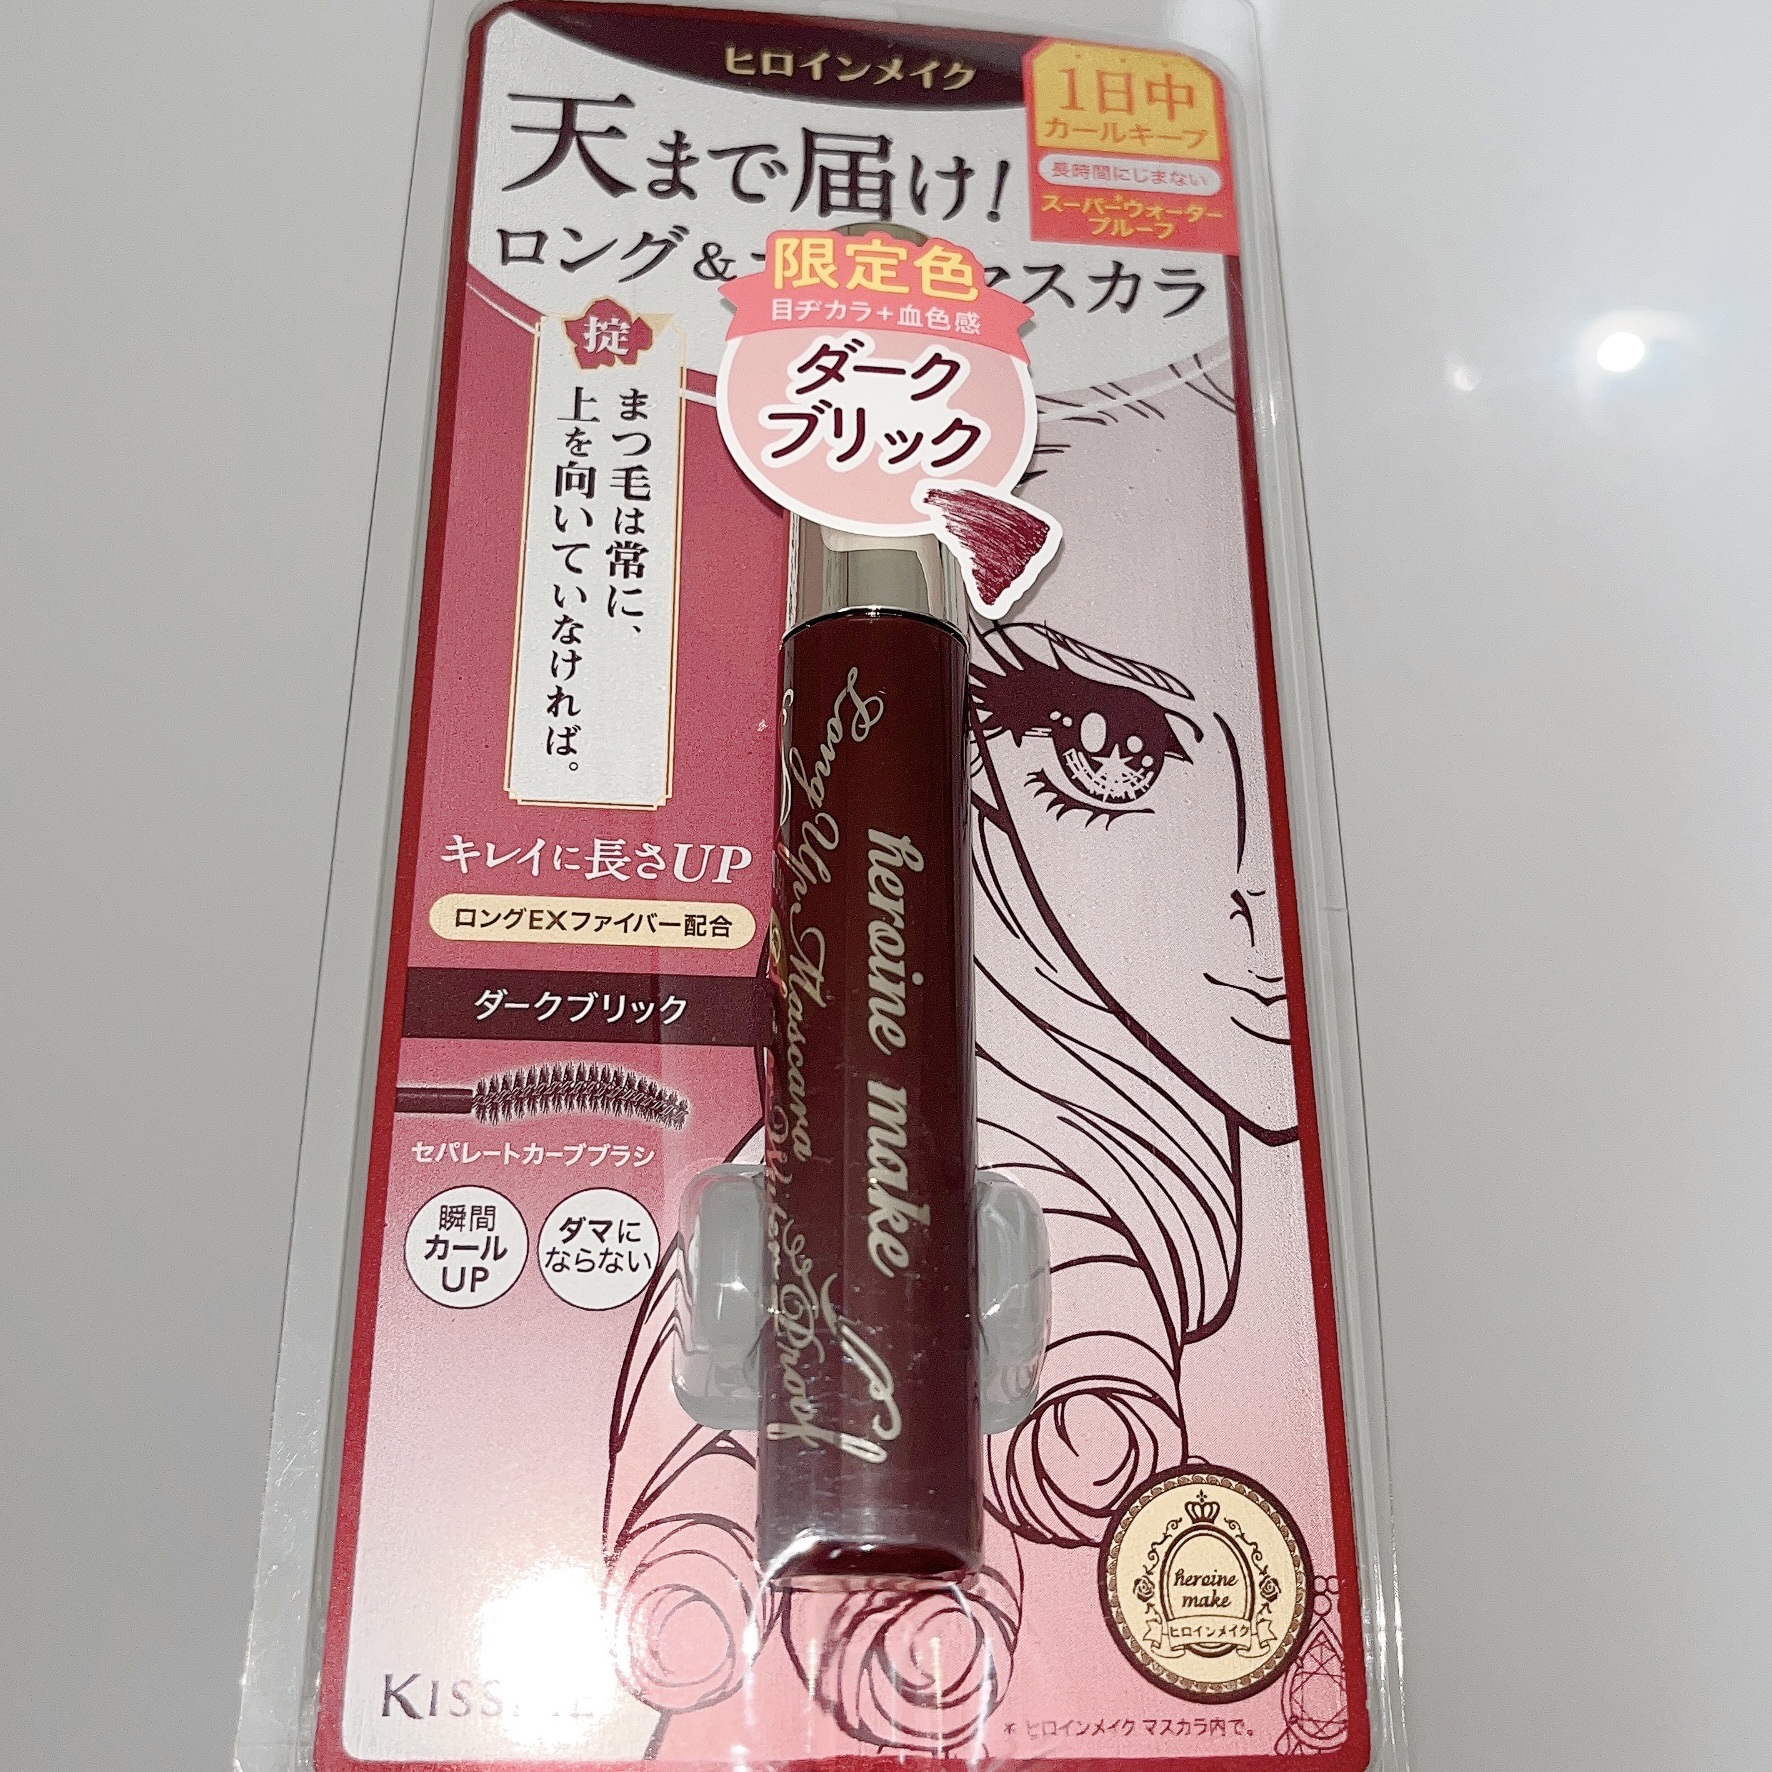 ヒロインメイク
1日中
カールキープ
長時間にじまない
スーパー*ウォーター
プルーフ
天まで届け!
ロング&
マスカラ
限定色
目ヂカラ+血色感
ダーク
ブリック
掟
まつ毛は常に、
上を向いていなければ。
キレイに長さUP
ロングEXファイバー配合
ダークブリック
セパレートカーブブラシ
瞬間
カール
UP
ダマに
ならない
heroine make
Long Up Mascara
Water Proof
heroine
make
ヒロインメイク
* ヒロインメイク マスカラ内で。